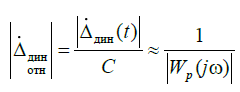 |Δ̇ дин отн| = |Δ̇ дин (t)| / C ≈ 1 / |Wp(jω)|